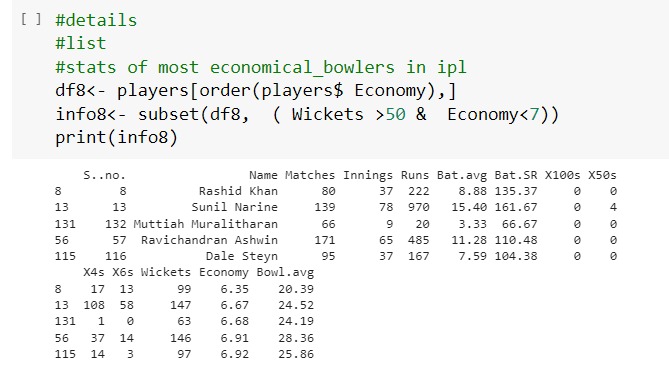 [ ] #details
#list
#stats of most economical_bowlers in ipl
df8<- players[order(players$ Economy),]
info8<- subset(df8,  ( Wickets >50 &  Economy<7))
print(info8)
    S..no.                Name Matches Innings Runs Bat.avg Bat.SR X100s X50s
8        8         Rashid Khan      80      37  222    8.88 135.37     0    0
13      13        Sunil Narine     139      78  970   15.40 161.67     0    4
131    132 Muttiah Muralitharan      66       9   20    3.33  66.67     0    0
56      57 Ravichandran Ashwin     171      65  485   11.28 110.48     0    0
115    116          Dale Steyn      95      37  167    7.59 104.38     0    0
    X4s X6s Wickets Economy Bowl.avg
8    17  13      99    6.35    20.39
13  108  58     147    6.67    24.52
131   1   0      63    6.68    24.19
56   37  14     146    6.91    28.36
115  14   3      97    6.92    25.86